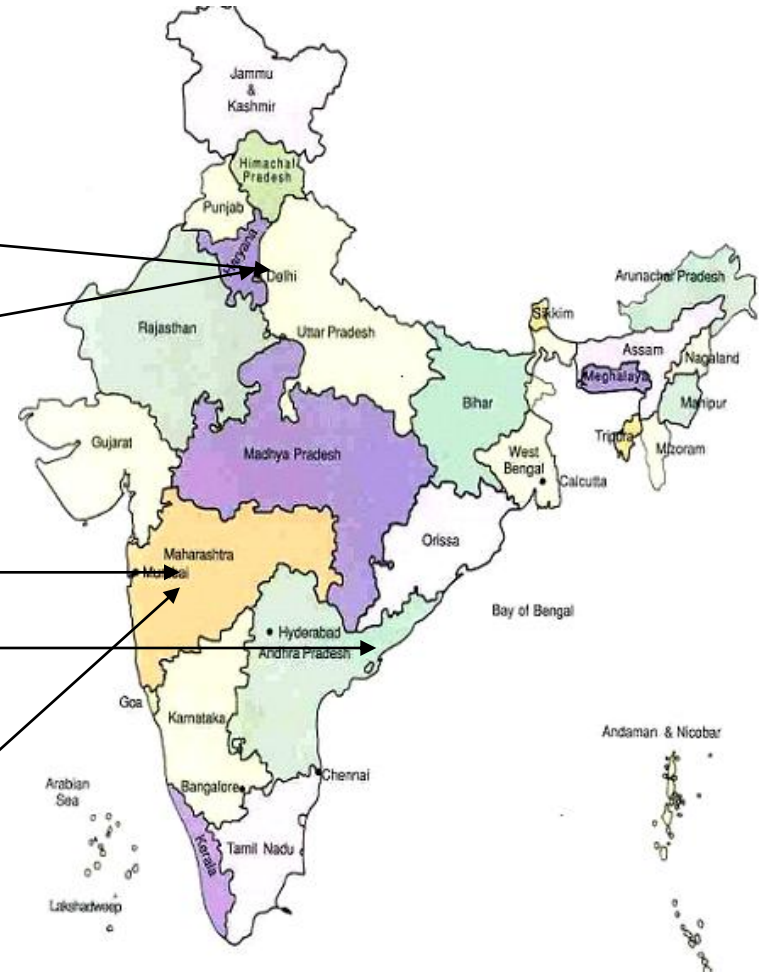 Jammu
&
Kashmir
Himachal
Pradesh
Punjab
Haryana
Delhi
Arunachal Pradesh
Sikkim
Rajasthan
Uttar Pradesh
Assam
Nagaland
Meghalaya
Bihar
Manipur
Gujarat
Madhya Pradesh
Tripura
Mizoram
West
Bengal
Calcutta
Orissa
Maharashtra
Mumbai
Bay of Bengal
Hyderabad
Andhra Pradesh
Goa
Karnataka
Andaman & Nicobar
Chennai
Arabian
Sea
Bangalore
Kerala
Tamil Nadu
Lakshadweep